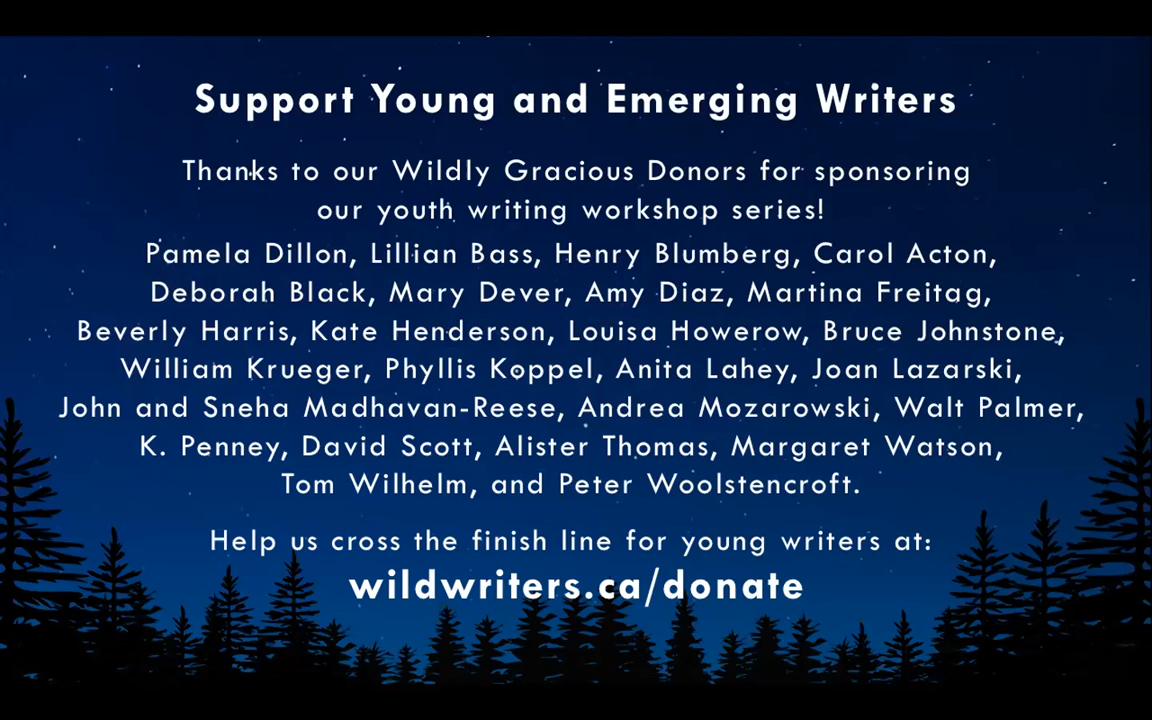 Support Young and Emerging Writers
Thanks to our Wildly Gracious Donors for sponsoring
our youth writing workshop series!
Pamela Dillon, Lillian Bass, Henry Blumberg, Carol Acton,
Deborah Black, Mary Dever, Amy Diaz, Martina Freitag,
Beverly Harris, Kate Henderson, Louisa Howerow, Bruce Johnstone,
William Krueger, Phyllis Koppel, Anita Lahey, Joan Lazarski,
John and Sneha Madhavan-Reese, Andrea Mozarowski, Walt Palmer,
K. Penney, David Scott, Alister Thomas, Margaret Watson,
Tom Wilhelm, and Peter Woolstencroft.
Help us cross the finish line for young writers at:
wildwriters.ca/donate